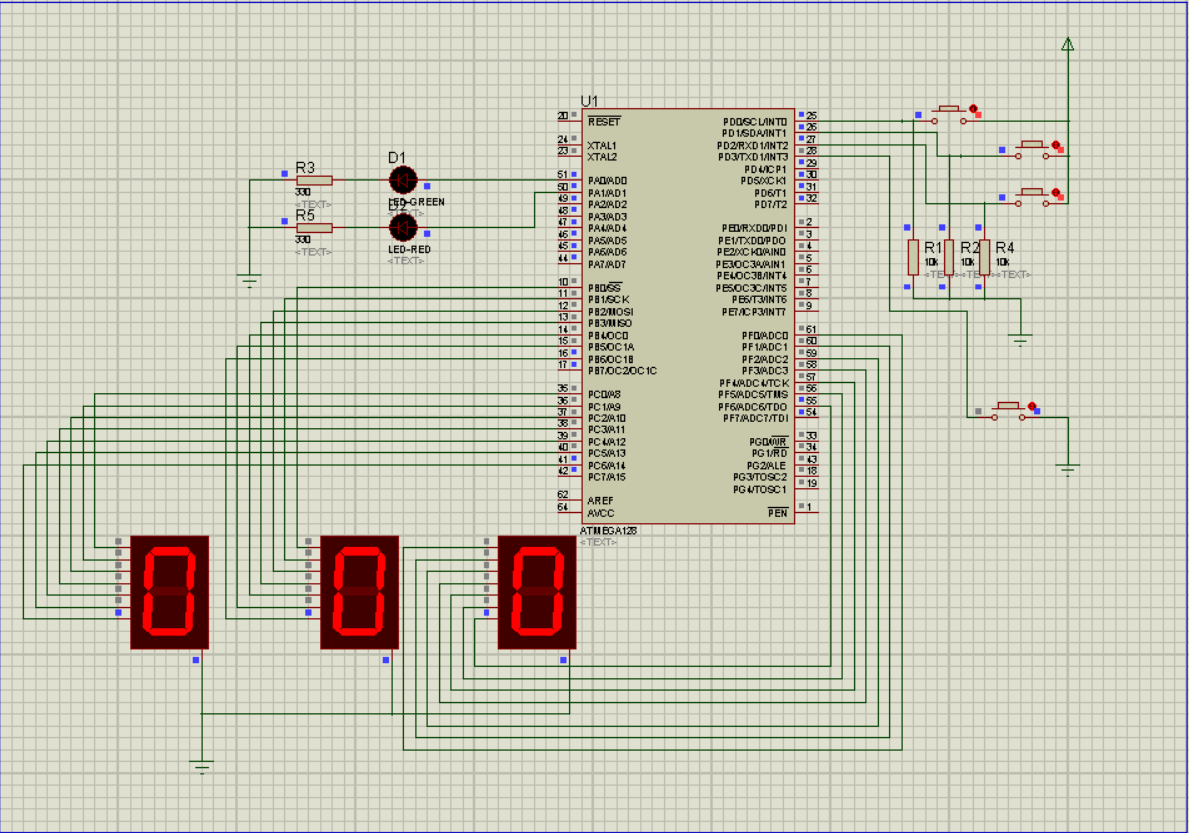 U1
20 RESET
24 XTAL1
23 XTAL2
51 PA0/AD0
50 PA1/AD1
49 PA2/AD2
48 PA3/AD3
47 PA4/AD4
46 PA5/AD5
45 PA6/AD6
44 PA7/AD7
10 PB0/SS
11 PB1/SCK
12 PB2/MOSI
13 PB3/MISO
14 PB4/OC0
15 PB5/OC1A
16 PB6/OC1B
17 PB7/OC2/OC1C
35 PC0/A8
36 PC1/A9
37 PC2/A10
38 PC3/A11
39 PC4/A12
40 PC5/A13
41 PC6/A14
42 PC7/A15
62 AREF
64 AVCC
PD0/SCL/INT0 25
PD1/SDA/INT1 26
PD2/RXD1/INT2 27
PD3/TXD1/INT3 28
PD4/ICP1 29
PD5/XCK1 30
PD6/T1 31
PD7/T2 32
PE0/RXD0/PDI 2
PE1/TXD0/PDO 3
PE2/XCK0/AIN0 4
PE3/OC3A/AIN1 5
PE4/OC3B/INT4 6
PE5/OC3C/INT5 7
PE6/T3/INT6 8
PE7/ICP3/INT7 9
PF0/ADC0 61
PF1/ADC1 60
PF2/ADC2 59
PF3/ADC3 58
PF4/ADC4/TCK 57
PF5/ADC5/TMS 56
PF6/ADC6/TDO 55
PF7/ADC7/TDI 54
PG0/WR 33
PG1/RD 34
PG2/ALE 43
PG3/TOSC2 18
PG4/TOSC1 19
PEN 1
ATMEGA128
<TEXT>
R3
330
<TEXT>
D1
LED-GREEN
<TEXT>
R5
330
<TEXT>
D2
LED-RED
<TEXT>
R1 R2 R4
10k 10k 10k
<TEXT> <TEXT> <TEXT>
0 0 0